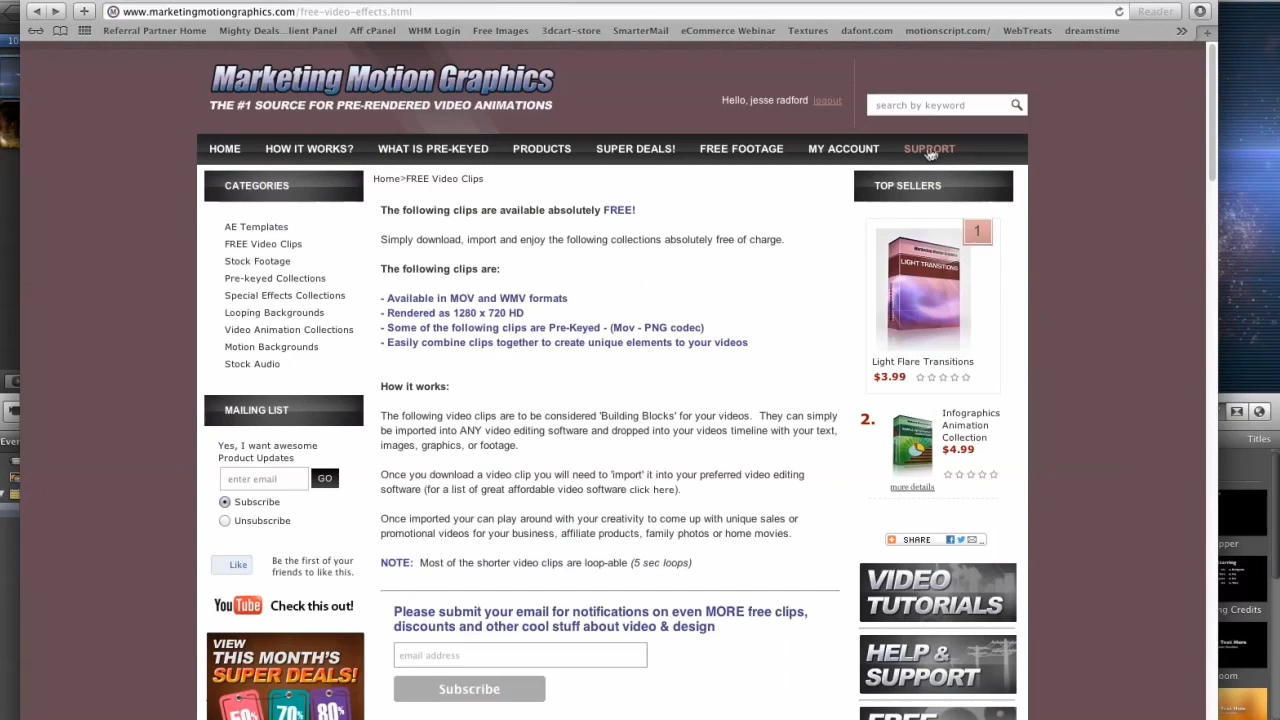 www.marketingmotiongraphics.com/free-video-effects.html
Reader
Referral Partner Home
Mighty Deals...lient Panel
Aff cPanel
WHM Login
Free Images
3dcart-store
SmarterMail
eCommerce Webinar
Textures
dafont.com
motionscript.com/
WebTreats
dreamstime
Marketing Motion Graphics
THE #1 SOURCE FOR PRE-RENDERED VIDEO ANIMATIONS
Hello, jesse radford logout
search by keyword
HOME
HOW IT WORKS?
WHAT IS PRE-KEYED
PRODUCTS
SUPER DEALS!
FREE FOOTAGE
MY ACCOUNT
SUPPORT
CATEGORIES
AE Templates
FREE Video Clips
Stock Footage
Pre-keyed Collections
Special Effects Collections
Looping Backgrounds
Video Animation Collections
Motion Backgrounds
Stock Audio
MAILING LIST
Yes, I want awesome
Product Updates
enter email
GO
Subscribe
Unsubscribe
Like
Be the first of your
friends to like this.
YouTube Check this out!
VIEW
THIS MONTH'S
SUPER DEALS!
80%
Home>FREE Video Clips
The following clips are available absolutely FREE!
Simply download, import and enjoy the following collections absolutely free of charge.
The following clips are:
- Available in MOV and WMV formats
- Rendered as 1280 x 720 HD
- Some of the following clips are Pre-Keyed - (Mov - PNG codec)
- Easily combine clips together to create unique elements to your videos
How it works:
The following video clips are to be considered 'Building Blocks' for your videos. They can simply
be imported into ANY video editing software and dropped into your videos timeline with your text,
images, graphics, or footage.
Once you download a video clip you will need to 'import' it into your preferred video editing
software (for a list of great affordable video software click here).
Once imported your can play around with your creativity to come up with unique sales or
promotional videos for your business, affiliate products, family photos or home movies.
NOTE: Most of the shorter video clips are loop-able (5 sec loops)
Please submit your email for notifications on even MORE free clips,
discounts and other cool stuff about video & design
email address
Subscribe
TOP SELLERS
1
LIGHT TRANSITIONS
Light Flare Transitions
$3.99
2.
Infographics
Animation
Collection
$4.99
more details
SHARE
VIDEO
TUTORIALS
HELP &
SUPPORT
Titles